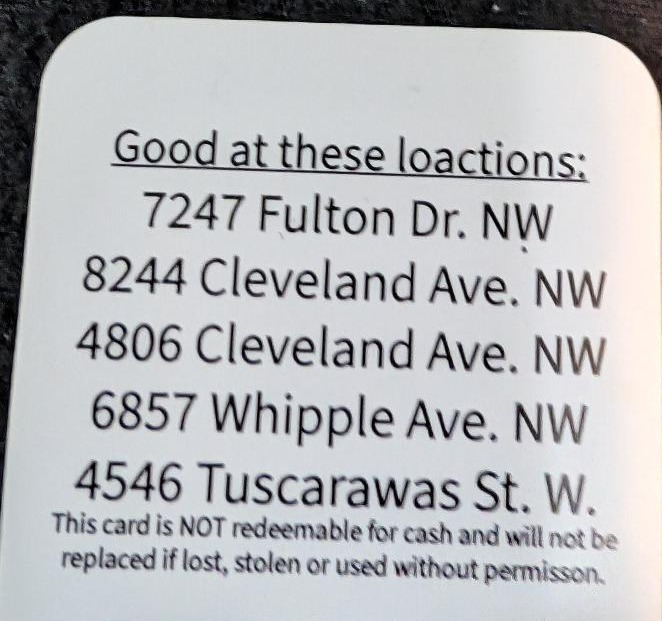 Good at these loactions:
7247 Fulton Dr. NW
8244 Cleveland Ave. NW
4806 Cleveland Ave. NW
6857 Whipple Ave. NW
4546 Tuscarawas St. W.
This card is NOT redeemable for cash and will not be
replaced if lost, stolen or used without permisson.